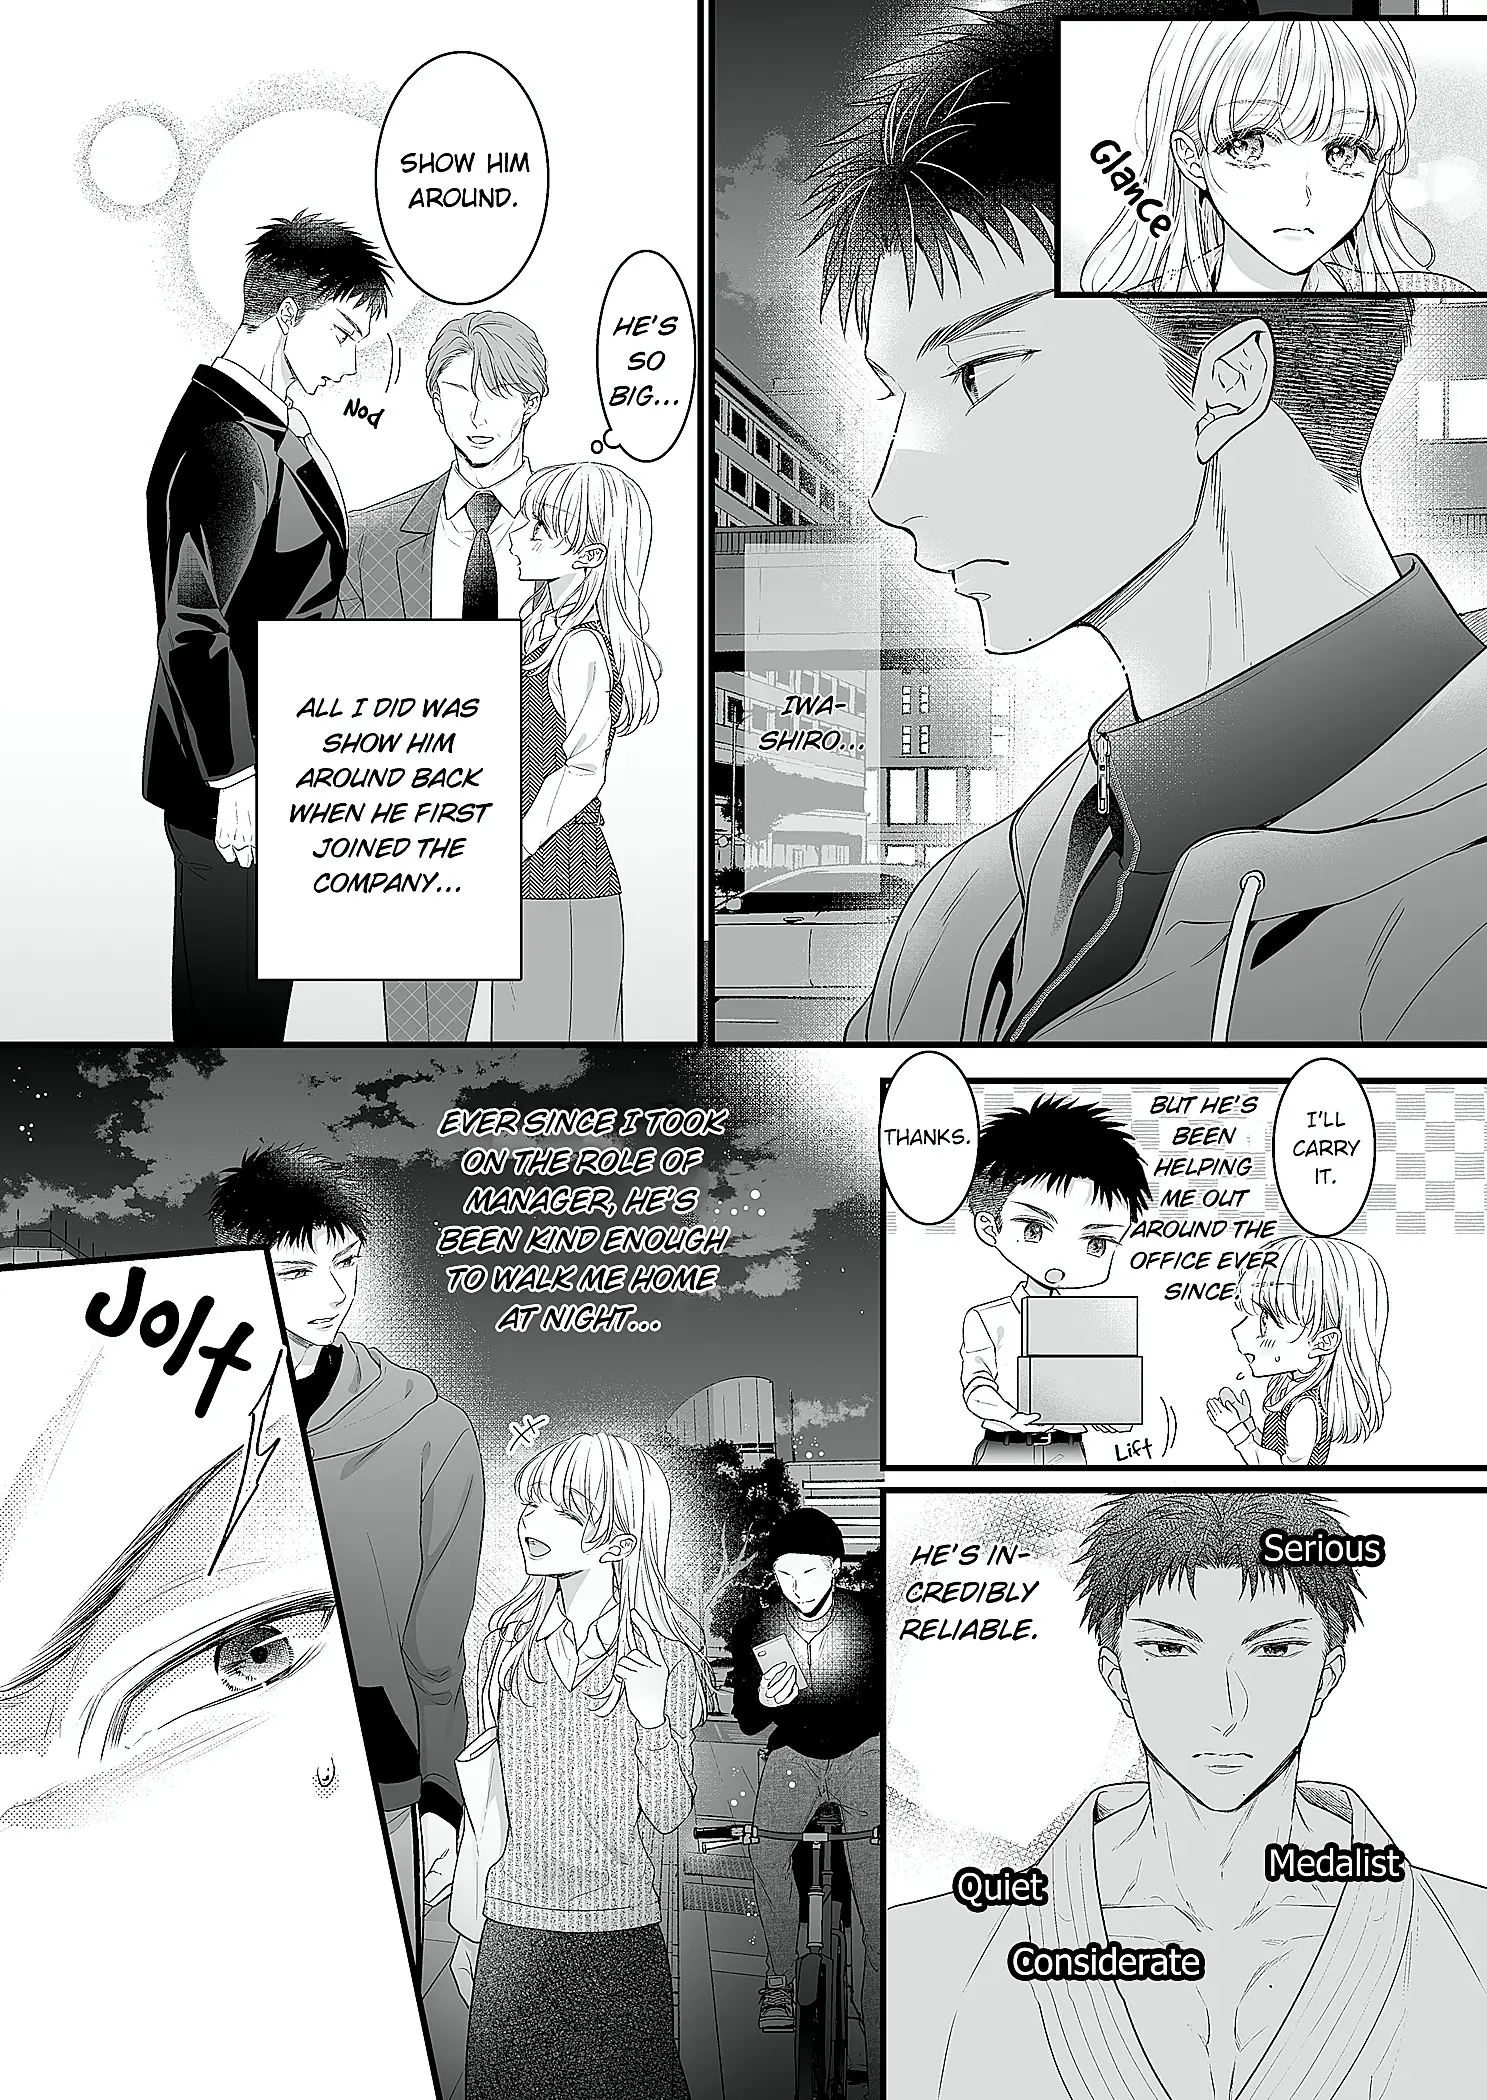 Glance
IWA-
SHIRO...
SHOW HIM
AROUND.
Nod
HE'S
SO
BIG...
ALL I DID WAS
SHOW HIM
AROUND BACK
WHEN HE FIRST
JOINED THE
COMPANY...
I'LL
CARRY
IT.
BUT HE'S
BEEN
HELPING
ME OUT
AROUND THE
OFFICE EVER
SINCE.
THANKS.
Lift
HE'S IN-
CREDIBLY
RELIABLE.
Serious
Medalist
Quiet
Considerate
EVER SINCE I TOOK
ON THE ROLE OF
MANAGER, HE'S
BEEN KIND ENOUGH
TO WALK ME HOME
AT NIGHT...
Jolt